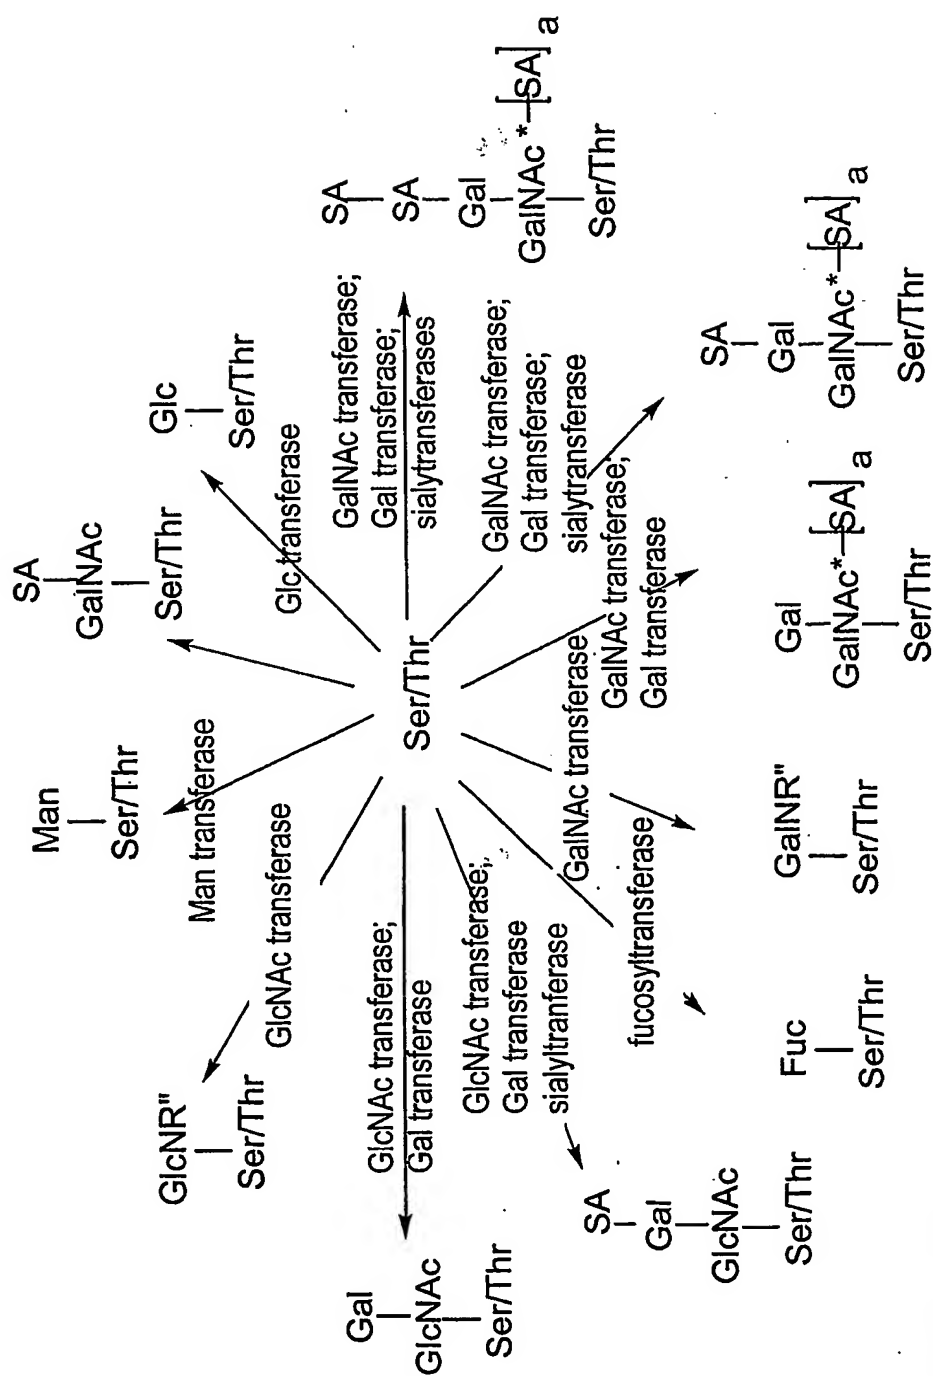 SA
Man
GalNAc
Ser/Thr
Ser/Thr
Glc
Ser/Thr
GlcNR"
Ser/Thr
Man transferase
GlcNAc transferase
Glc transferase
SA
SA
Gal
GalNAc*—[SA]a
Ser/Thr
GalNAc transferase;
Gal transferase;
sialytransferases
Ser/Thr
Gal
GlcNAc
Ser/Thr
GlcNAc transferase;
Gal transferase
GlcNAc transferase;
Gal transferase
sialyltranferase
GalNAc transferase;
Gal transferase;
sialytransferase
GalNAc transferase
GalNAc transferase;
Gal transferase
fucosyltransferase
SA
Gal
GlcNAc
Ser/Thr
Fuc
Ser/Thr
GalNR"
Ser/Thr
Gal
GalNAc*—[SA]a
Ser/Thr
SA
Gal
GalNAc*—[SA]a
Ser/Thr